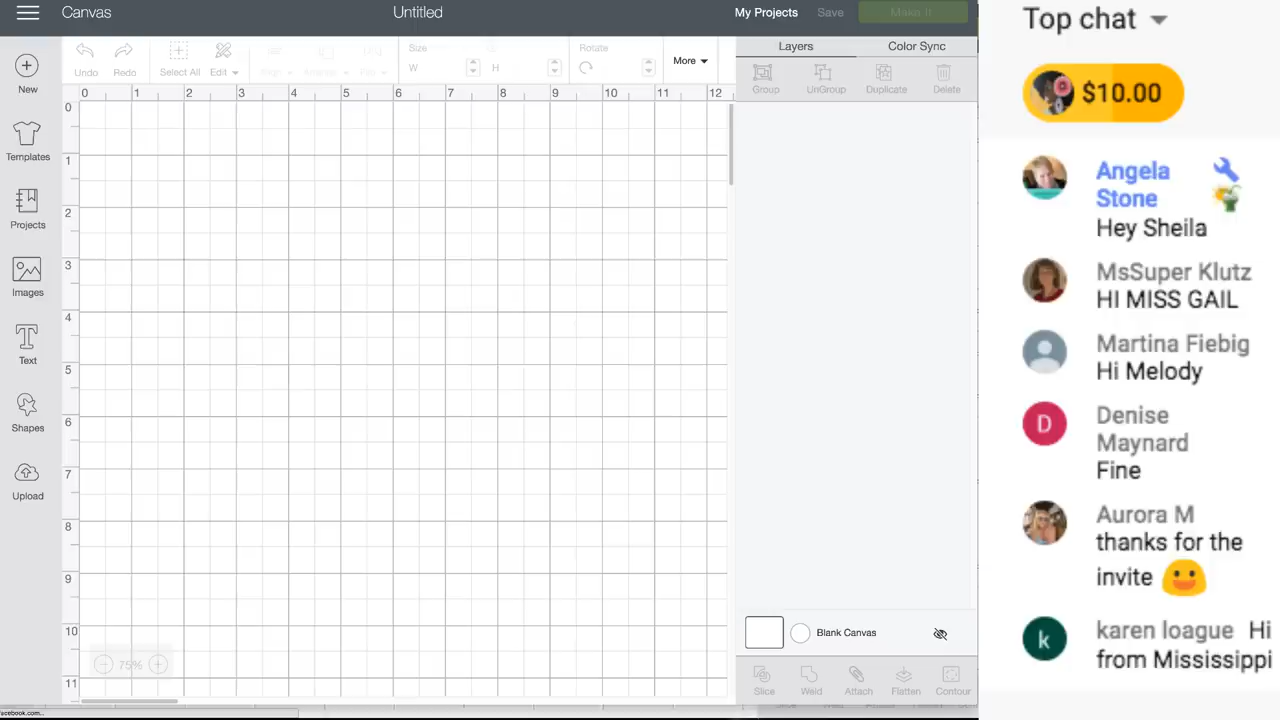 Canvas
Untitled
My Projects
Save
Make It
Undo
Redo
Select All
Edit
Size
W
H
Rotate
More
Layers
Color Sync
Group
UnGroup
Duplicate
Delete
New
Templates
Projects
Images
Text
Shapes
Upload
0 1 2 3 4 5 6 7 8 9 10 11 12
0
1
2
3
4
5
6
7
8
9
10
11
75%
Blank Canvas
Slice
Weld
Attach
Flatten
Contour
acebook.com...
Top chat
$10.00
Angela
Stone
Hey Sheila
MsSuper Klutz
HI MISS GAIL
Martina Fiebig
Hi Melody
D
Denise
Maynard
Fine
Aurora M
thanks for the
invite
k
karen loague Hi
from Mississippi